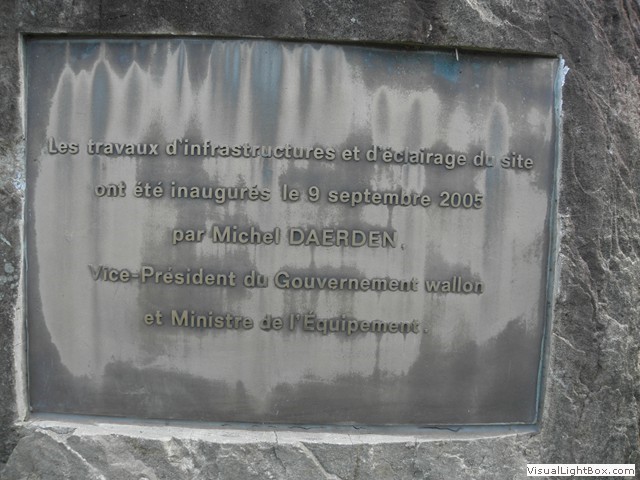 Les travaux d'infrastructures et d'éclairage du site
ont été inaugurés le 9 septembre 2005
par Michel DAERDEN,
Vice-Président du Gouvernement wallon
et Ministre de l'Équipement.
VisualLightBox.com